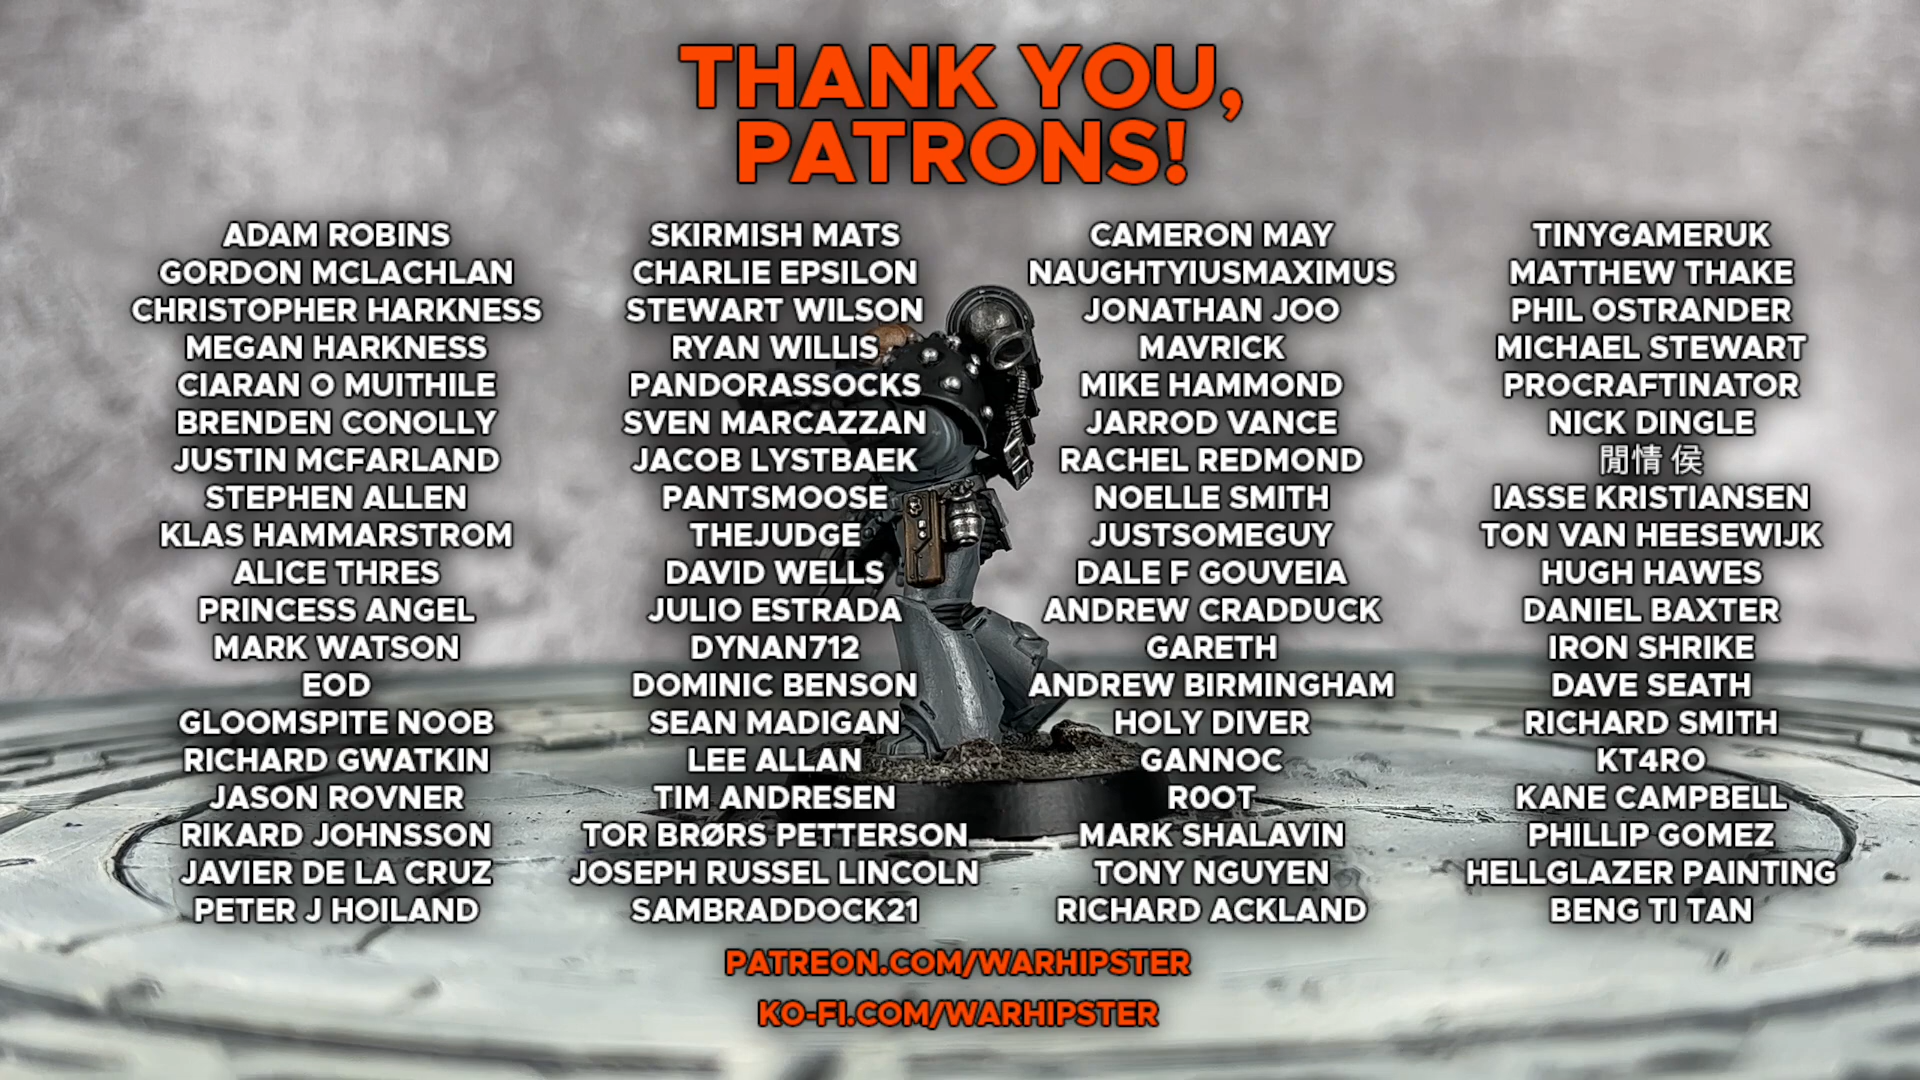 THANK YOU,
PATRONS!
ADAM ROBINS
GORDON MCLACHLAN
CHRISTOPHER HARKNESS
MEGAN HARKNESS
CIARAN O MUITHILE
BRENDEN CONOLLY
JUSTIN MCFARLAND
STEPHEN ALLEN
KLAS HAMMARSTROM
ALICE THRES
PRINCESS ANGEL
MARK WATSON
EOD
GLOOMSPITE NOOB
RICHARD GWATKIN
JASON ROVNER
RIKARD JOHNSSON
JAVIER DE LA CRUZ
PETER J HOILAND
SKIRMISH MATS
CHARLIE EPSILON
STEWART WILSON
RYAN WILLIS
PANDORASSOCKS
SVEN MARCAZZAN
JACOB LYSTBAEK
PANTSMOOSE
THEJUDGE
DAVID WELLS
JULIO ESTRADA
DYNAN712
DOMINIC BENSON
SEAN MADIGAN
LEE ALLAN
TIM ANDRESEN
TOR BRØRS PETTERSON
JOSEPH RUSSEL LINCOLN
SAMBRADDOCK21
CAMERON MAY
NAUGHTYIUSMAXIMUS
JONATHAN JOO
MAVRICK
MIKE HAMMOND
JARROD VANCE
RACHEL REDMOND
NOELLE SMITH
JUSTSOMEGUY
DALE F GOUVEIA
ANDREW CRADDUCK
GARETH
ANDREW BIRMINGHAM
HOLY DIVER
GANNOC
R0OT
MARK SHALAVIN
TONY NGUYEN
RICHARD ACKLAND
TINYGAMERUK
MATTHEW THAKE
PHIL OSTRANDER
MICHAEL STEWART
PROCRAFTINATOR
NICK DINGLE
閒情 侯
IASSE KRISTIANSEN
TON VAN HEESEWIJK
HUGH HAWES
DANIEL BAXTER
IRON SHRIKE
DAVE SEATH
RICHARD SMITH
KT4RO
KANE CAMPBELL
PHILLIP GOMEZ
HELLGLAZER PAINTING
BENG TI TAN
PATREON.COM/WARHIPSTER
KO-FI.COM/WARHIPSTER